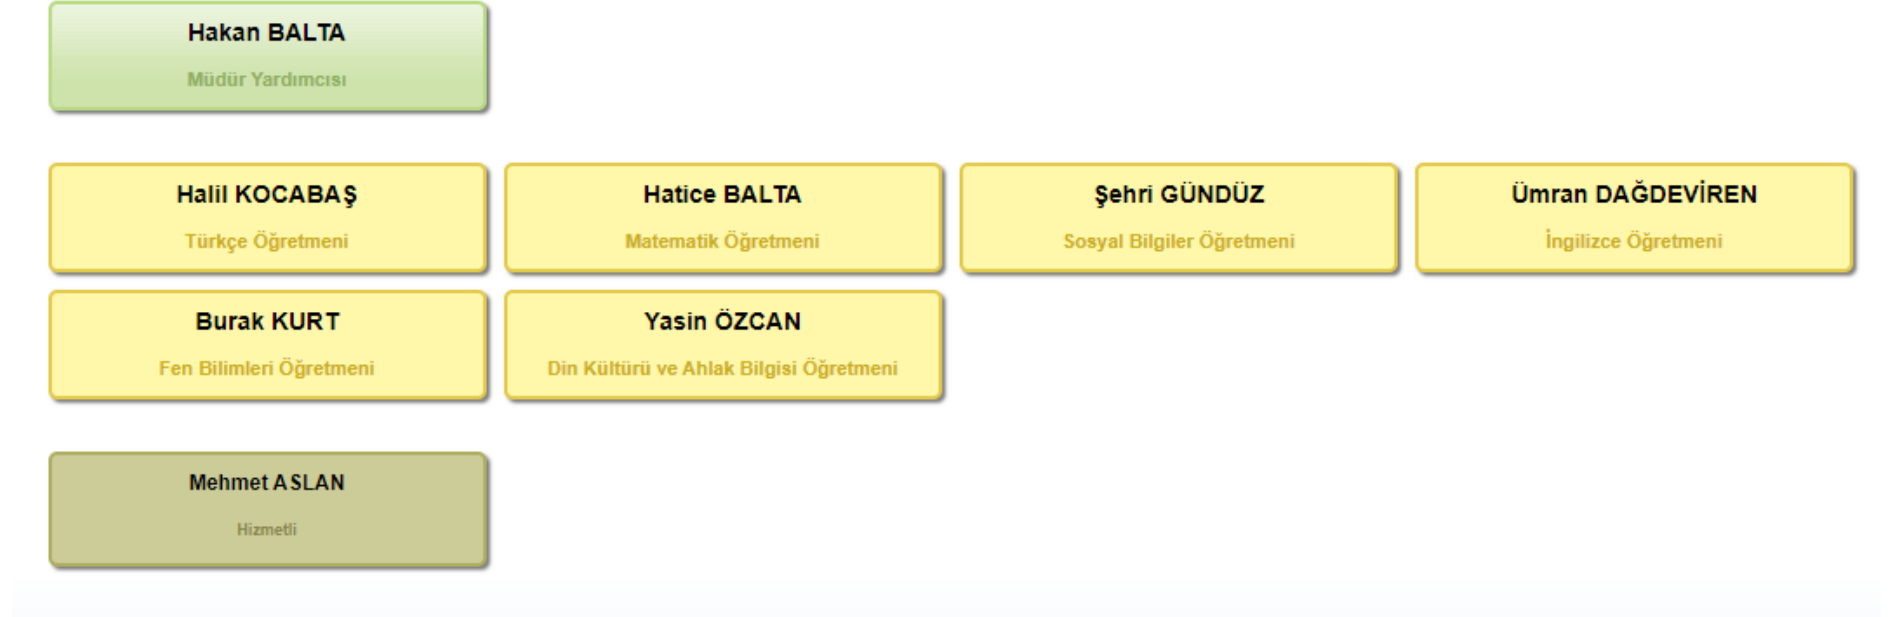 Hakan BALTA
Müdür Yardımcısı
Halil KOCABAŞ
Türkçe Öğretmeni
Hatice BALTA
Matematik Öğretmeni
Şehri GÜNDÜZ
Sosyal Bilgiler Öğretmeni
Ümran DAĞDEVİREN
İngilizce Öğretmeni
Burak KURT
Fen Bilimleri Öğretmeni
Yasin ÖZCAN
Din Kültürü ve Ahlak Bilgisi Öğretmeni
Mehmet ASLAN
Hizmetli